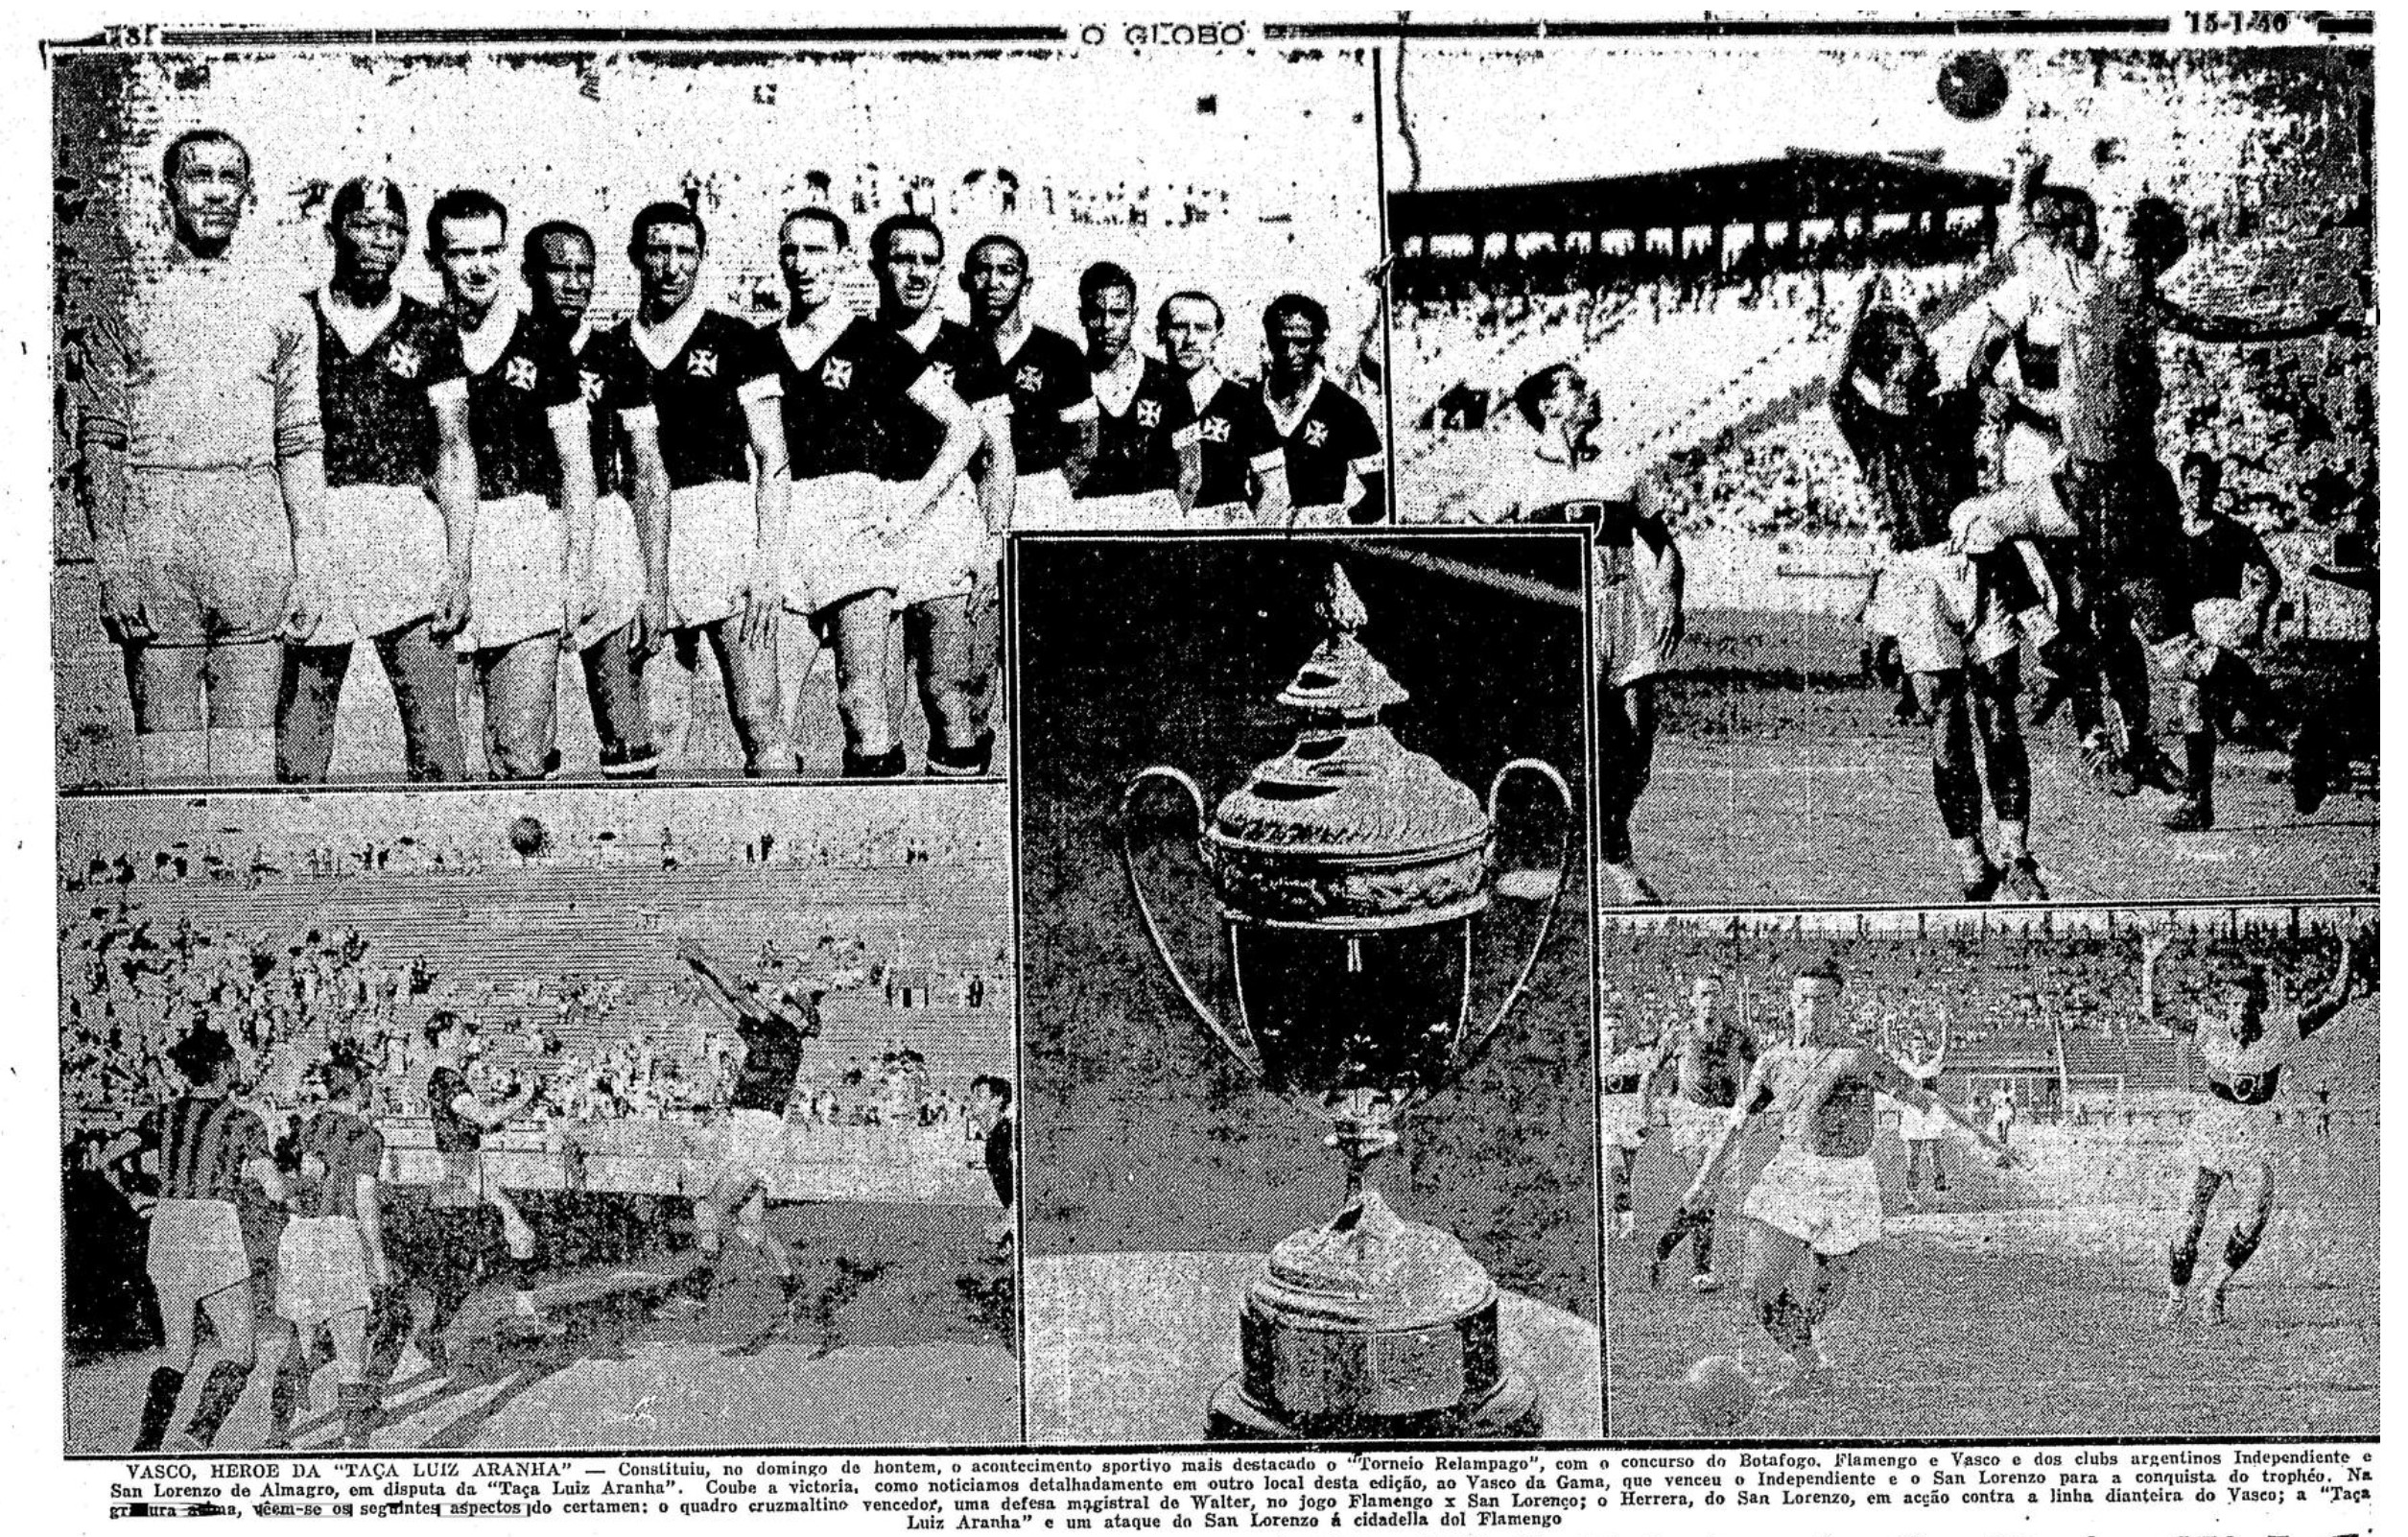 O GLOBO
15-1-40
VASCO, HEROE DA "TAÇA LUIZ ARANHA" — Constituiu, no domingo de hontem, o acontecimento sportivo mais destacado o "Torneio Relampago", com o concurso do Botafogo, Flamengo e Vasco e dos clubs argentinos Independiente e
San Lorenzo de Almagro, em disputa da "Taça Luiz Aranha". Coube a victoria, como noticiamos detalhadamente em outro local desta edição, ao Vasco da Gama, que venceu o Independiente e o San Lorenzo para a conquista do trophéo. Na
vêem-se os seguintes aspectos do certamen: o quadro cruzmaltino vencedor, uma defesa magistral de Walter, no jogo Flamengo x San Lorenço; o Herrera, do San Lorenzo, em acção contra a linha dianteira do Vasco; a "Taça
Luiz Aranha" e um ataque do San Lorenzo á cidadella dol Flamengo